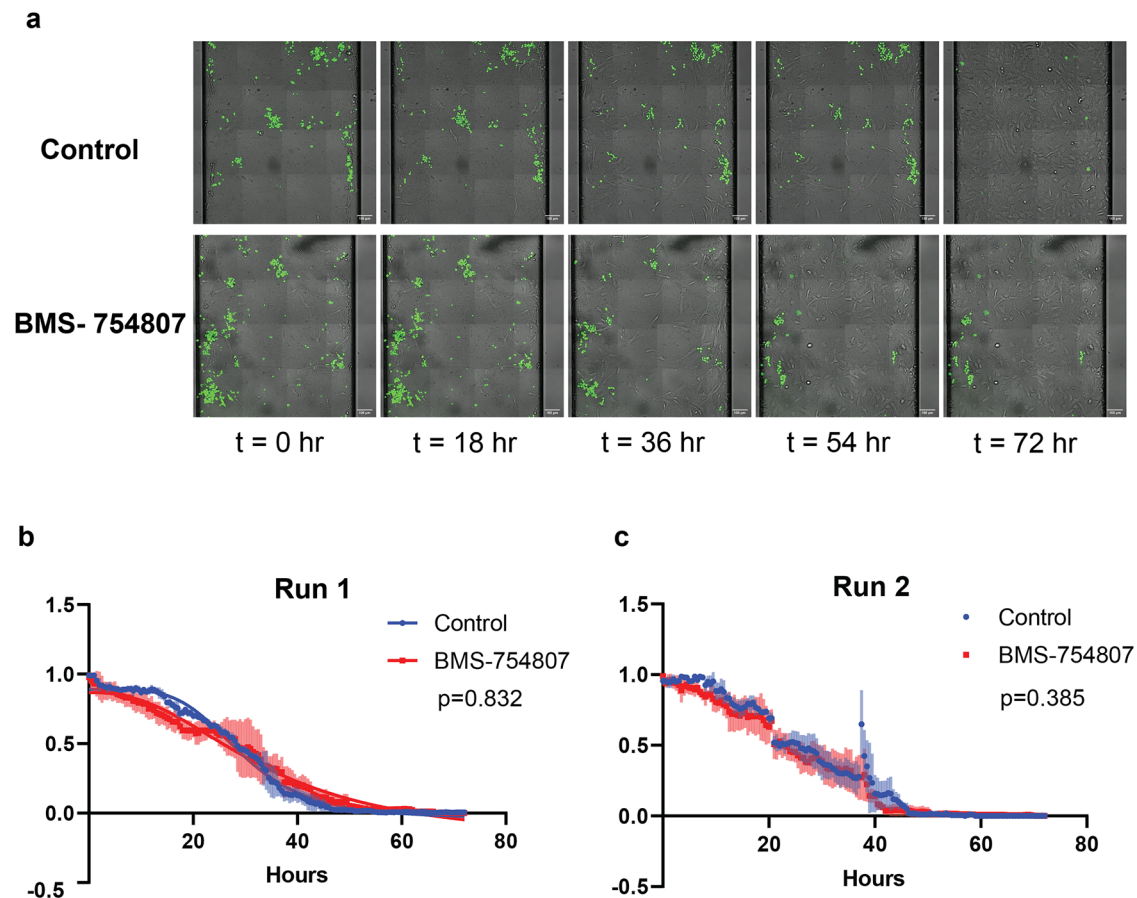 a
Control
BMS- 754807
t = 0 hr
t = 18 hr
t = 36 hr
t = 54 hr
t = 72 hr
b
Run 1
1.5
1.0
0.5
0.0
-0.5
20
40
60
80
Hours
Control
BMS-754807
p=0.832
c
Run 2
1.5
1.0
0.5
0.0
-0.5
20
40
60
80
Hours
Control
BMS-754807
p=0.385